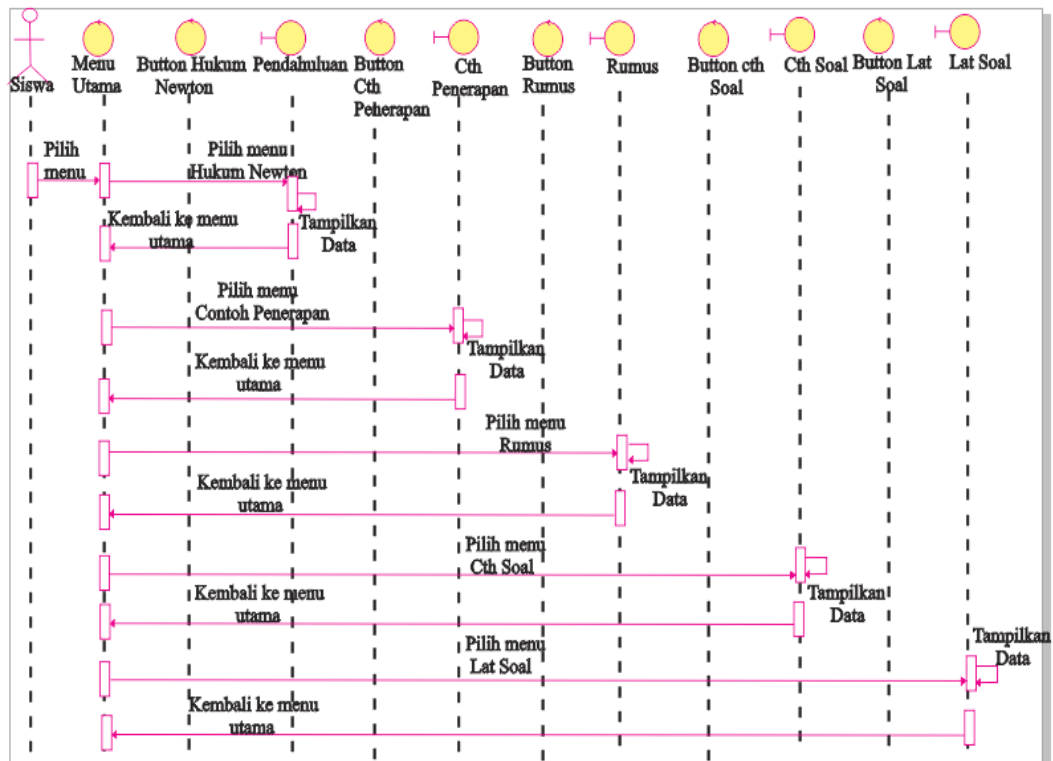 Siswa
Menu
Utama
Button Hukum
Newton
Pendahuluan
Button
Cth
Peherapan
Cth
Penerapan
Button
Rumus
Rumus
Button cth
Soal
Cth Soal
Button Lat
Soal
Lat Soal
Pilih
menu
Pilih menu
Hukum Newton
Tampilkan
Data
Kembali ke menu
utama
Pilih menu
Contoh Penerapan
Tampilkan
Data
Kembali ke menu
utama
Pilih menu
Rumus
Tampilkan
Data
Kembali ke menu
utama
Pilih menu
Cth Soal
Tampilkan
Data
Kembali ke menu
utama
Pilih menu
Lat Soal
Tampilkan
Data
Kembali ke menu
utama